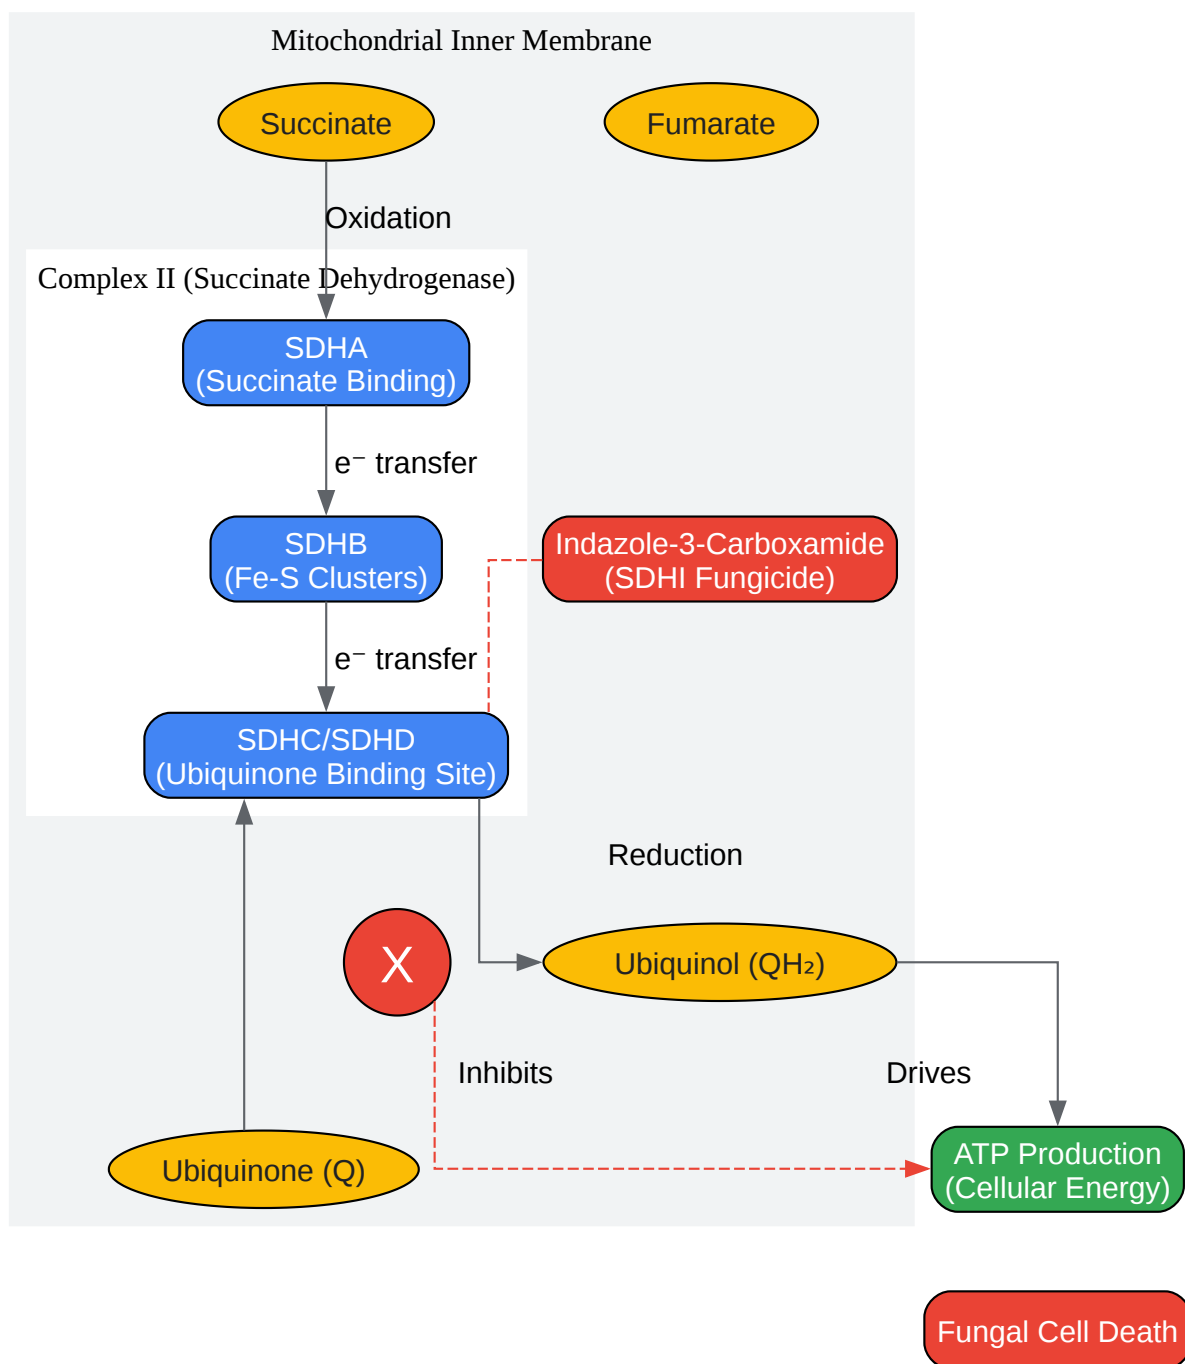 Mitochondrial Inner Membrane
Succinate
Fumarate
Oxidation
Complex II (Succinate Dehydrogenase)
SDHA
(Succinate Binding)
e⁻ transfer
SDHB
(Fe-S Clusters)
Indazole-3-Carboxamide
(SDHI Fungicide)
e⁻ transfer
SDHC/SDHD
(Ubiquinone Binding Site)
Reduction
X
Ubiquinol (QH₂)
Inhibits
Drives
Ubiquinone (Q)
ATP Production
(Cellular Energy)
Fungal Cell Death